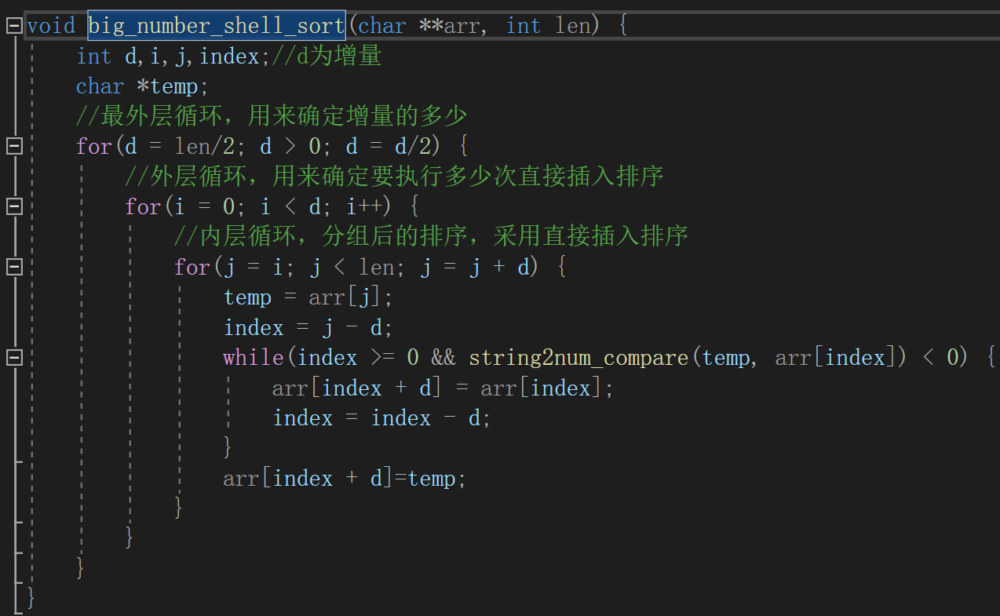 void big_number_shell_sort(char **arr, int len) {
    int d,i,j,index;//d为增量
    char *temp;
    //最外层循环，用来确定增量的多少
    for(d = len/2; d > 0; d = d/2) {
        //外层循环，用来确定要执行多少次直接插入排序
        for(i = 0; i < d; i++) {
            //内层循环，分组后的排序，采用直接插入排序
            for(j = i; j < len; j = j + d) {
                temp = arr[j];
                index = j - d;
                while(index >= 0 && string2num_compare(temp, arr[index]) < 0) {
                    arr[index + d] = arr[index];
                    index = index - d;
                }
                arr[index + d]=temp;
            }
        }
    }
}